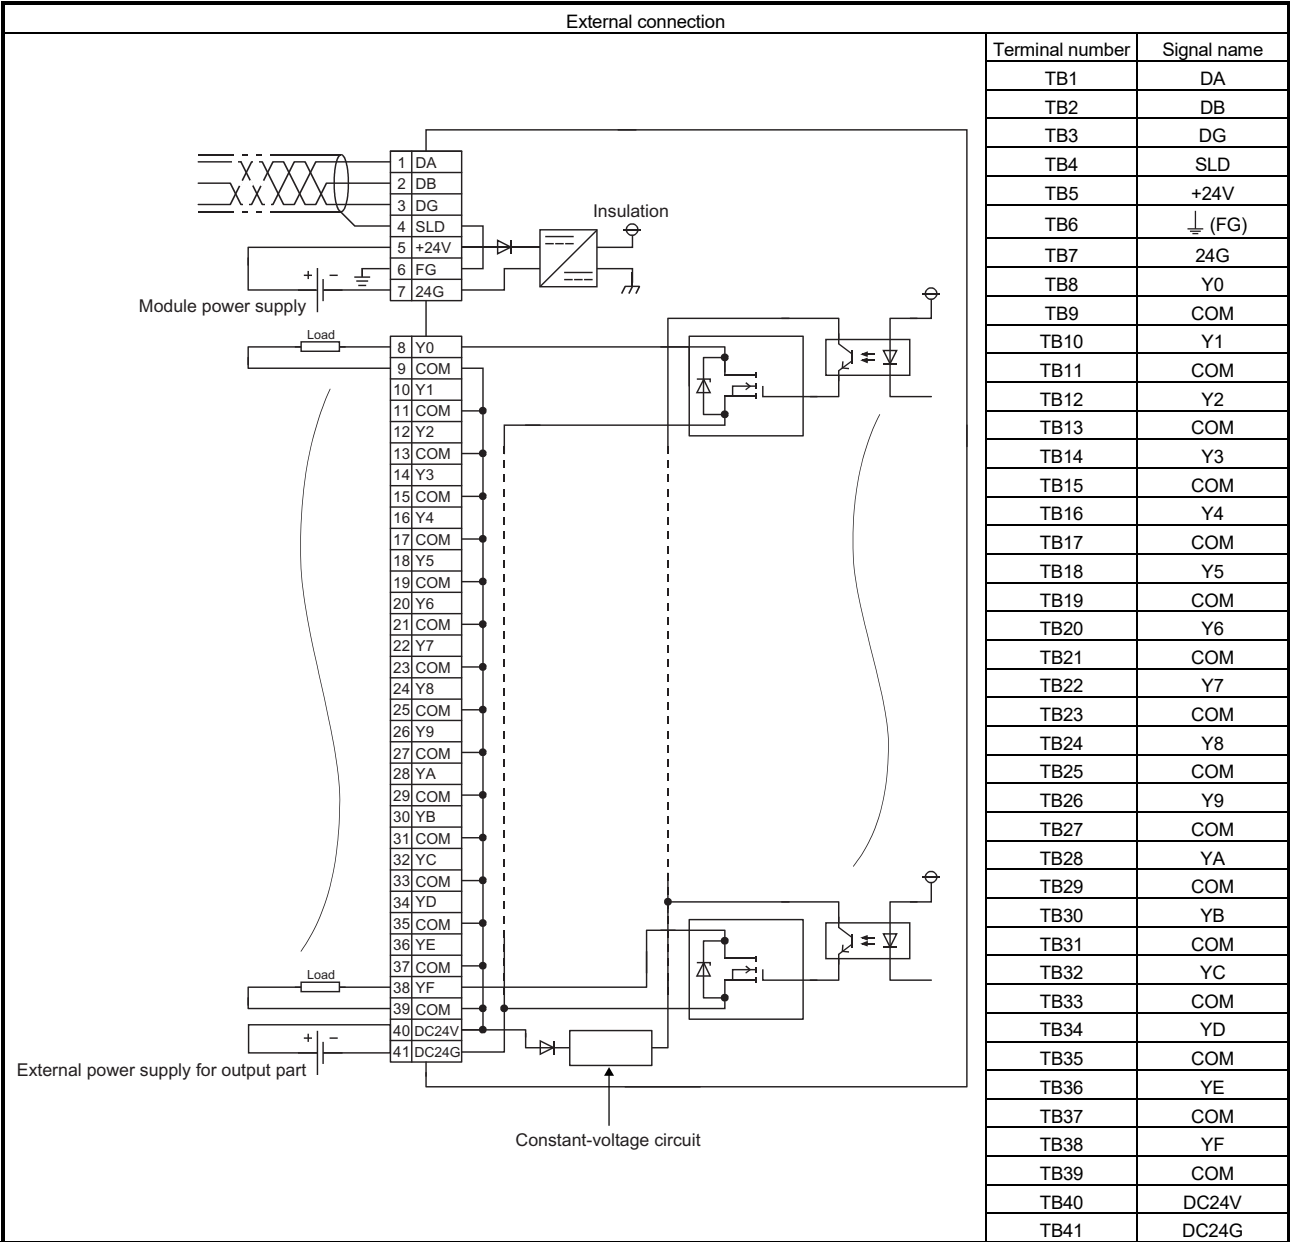 External connection
Terminal number Signal name
TB1 DA
TB2 DB
TB3 DG
TB4 SLD
TB5 +24V
TB6 ⏚ (FG)
TB7 24G
TB8 Y0
TB9 COM
TB10 Y1
TB11 COM
TB12 Y2
TB13 COM
TB14 Y3
TB15 COM
TB16 Y4
TB17 COM
TB18 Y5
TB19 COM
TB20 Y6
TB21 COM
TB22 Y7
TB23 COM
TB24 Y8
TB25 COM
TB26 Y9
TB27 COM
TB28 YA
TB29 COM
TB30 YB
TB31 COM
TB32 YC
TB33 COM
TB34 YD
TB35 COM
TB36 YE
TB37 COM
TB38 YF
TB39 COM
TB40 DC24V
TB41 DC24G
1 DA
2 DB
3 DG
4 SLD
5 +24V
6 FG
7 24G
Insulation
+ −
Module power supply
Load
8 Y0
9 COM
10 Y1
11 COM
12 Y2
13 COM
14 Y3
15 COM
16 Y4
17 COM
18 Y5
19 COM
20 Y6
21 COM
22 Y7
23 COM
24 Y8
25 COM
26 Y9
27 COM
28 YA
29 COM
30 YB
31 COM
32 YC
33 COM
34 YD
35 COM
36 YE
37 COM
38 YF
39 COM
40 DC24V
41 DC24G
Load
+ −
External power supply for output part
Constant-voltage circuit